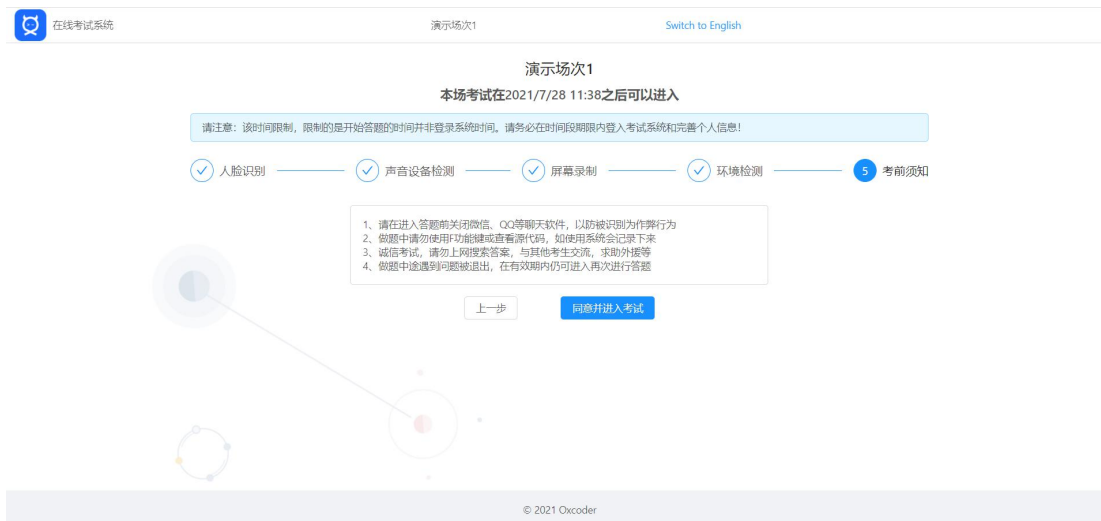 在线考试系统
演示场次1
Switch to English
演示场次1
本场考试在2021/7/28 11:38之后可以进入
请注意：该时间限制，限制的是开始答题的时间并非登录系统时间。请务必在时间段期限内登入考试系统和完善个人信息！
人脸识别
声音设备检测
屏幕录制
环境检测
5 考前须知
1、请在进入答题前关闭微信、QQ等聊天软件，以防被识别为作弊行为
2、做题中请勿使用F功能键或查看源代码，如使用系统会记录下来
3、诚信考试，请勿上网搜索答案，与其他考生交流，求助外援等
4、做题中途遇到问题被退出，在有效期内仍可进入再次进行答题
上一步
同意并进入考试
© 2021 Oxcoder